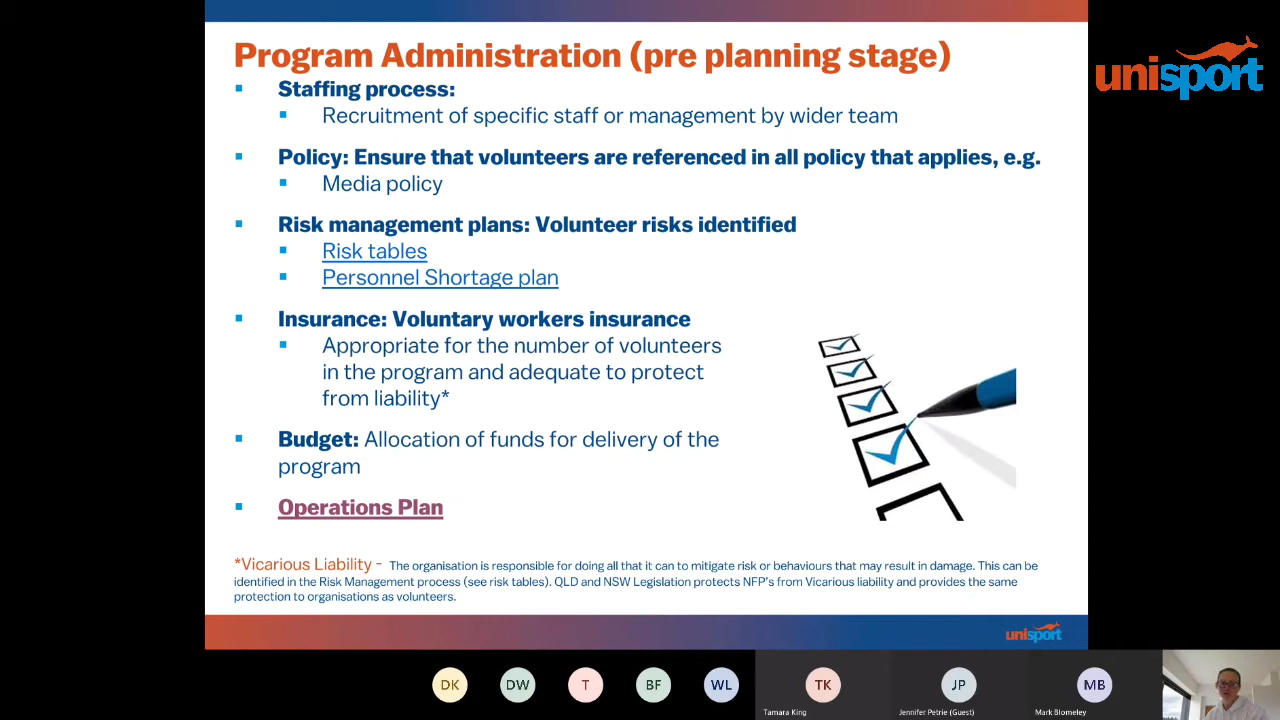 Program Administration (pre planning stage)
unisport
Staffing process:
Recruitment of specific staff or management by wider team
Policy: Ensure that volunteers are referenced in all policy that applies, e.g.
Media policy
Risk management plans: Volunteer risks identified
Risk tables
Personnel Shortage plan
Insurance: Voluntary workers insurance
Appropriate for the number of volunteers
in the program and adequate to protect
from liability*
Budget: Allocation of funds for delivery of the
program
Operations Plan
*Vicarious Liability - The organisation is responsible for doing all that it can to mitigate risk or behaviours that may result in damage. This can be
identified in the Risk Management process (see risk tables). QLD and NSW Legislation protects NFP's from Vicarious liability and provides the same
protection to organisations as volunteers.
unisport
DK DW T BF WL TK JP MB
Tamara King Jennifer Petrie (Guest) Mark Blomeley